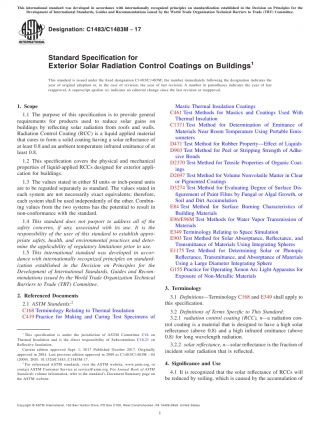 This international standard was developed in accordance with internationally recognized principles on standardization established in the Decision on Principles for the
Development of International Standards, Guides and Recommendations issued by the World Trade Organization Technical Barriers to Trade (TBT) Committee.
Designation: C1483/C1483M − 17
INTERNATIONAL
Standard Specification for
Exterior Solar Radiation Control Coatings on Buildings1
This standard is issued under the fixed designation C1483/C1483M; the number immediately following the designation indicates the
year of original adoption or, in the case of revision, the year of last revision. A number in parentheses indicates the year of last
reapproval. A superscript epsilon (ε) indicates an editorial change since the last revision or reapproval.
1. Scope
1.1 The purpose of this specification is to provide general
requirements for products used to reduce solar gains on
buildings by reflecting solar radiation from roofs and walls.
Radiation Control Coating (RCC) is a liquid applied material
that cures to form a solid coating having a solar reflectance of
at least 0.8 and an ambient temperature infrared emittance of at
least 0.8.
1.2 This specification covers the physical and mechanical
properties of liquid-applied RCCs designed for exterior appli-
cation for buildings.
1.3 The values stated in either SI units or inch-pound units
are to be regarded separately as standard. The values stated in
each system are not necessarily exact equivalents; therefore,
each system shall be used independently of the other. Combin-
ing values from the two systems has the potential to result in
non-conformance with the standard.
1.4 This standard does not purport to address all of the
safety concerns, if any, associated with its use. It is the
responsibility of the user of this standard to establish appro-
priate safety, health, and environmental practices and deter-
mine the applicability of regulatory limitations prior to use.
1.5 This international standard was developed in accor-
dance with internationally recognized principles on standard-
ization established in the Decision on Principles for the
Development of International Standards, Guides and Recom-
mendations issued by the World Trade Organization Technical
Barriers to Trade (TBT) Committee.
2. Referenced Documents
2.1 ASTM Standards:2
C168 Terminology Relating to Thermal Insulation
C419 Practice for Making and Curing Test Specimens of
1 This specification is under the jurisdiction of ASTM Committee C16 on
Thermal Insulation and is the direct responsibility of Subcommittee C16.21 on
Reflective Insulation.
Current edition approved Sept. 1, 2017. Published October 2017. Originally
2 For referenced ASTM standards, visit the ASTM website, www.astm.org, or
contact ASTM Customer Service at service@astm.org. For Annual Book of ASTM
Standards volume information, refer to the standard's Document Summary page on
the ASTM website.
Mastic Thermal Insulation Coatings
C461 Test Methods for Mastics and Coatings Used With
Thermal Insulation
C1371 Test Method for Determination of Emittance of
Materials Near Room Temperature Using Portable Emis-
someters
D471 Test Method for Rubber Property—Effect of Liquids
D903 Test Method for Peel or Stripping Strength of Adhe-
sive Bonds
D2370 Test Method for Tensile Properties of Organic Coat-
ings
D2697 Test Method for Volume Nonvolatile Matter in Clear
or Pigmented Coatings
D3274 Test Method for Evaluating Degree of Surface Dis-
figurement of Paint Films by Fungal or Algal Growth, or
Soil and Dirt Accumulation
E84 Test Method for Surface Burning Characteristics of
Building Materials
E96/E96M Test Methods for Water Vapor Transmission of
Materials
E349 Terminology Relating to Space Simulation
E903 Test Method for Solar Absorptance, Reflectance, and
Transmittance of Materials Using Integrating Spheres
E1175 Test Method for Determining Solar or Photopic
Reflectance, Transmittance, and Absorptance of Materials
Using a Large Diameter Integrating Sphere
G155 Practice for Operating Xenon Arc Light Apparatus for
Exposure of Non-Metallic Materials
3. Terminology
3.1 Definitions—Terminology C168 and E349 shall apply to
this specification.
3.2 Definitions of Terms Specific to This Standard:
3.2.1 radiation control coating (RCC), n—a radiation con-
trol coating is a material that is designed to have a high solar
reflectance (above 0.8) and a high infrared emittance (above
0.8) for long wavelength radiation.
3.2.2 solar reflectance, n—solar reflectance is the fraction of
incident solar radiation that is reflected.
4. Significance and Use
4.1 It is recognized that the solar reflectance of RCCs will
be reduced by soiling, which is caused by the accumulation of
Copyright © ASTM International, 100 Barr Harbor Drive, PO Box C700, West Conshohocken, PA 19428-2959. United States
1